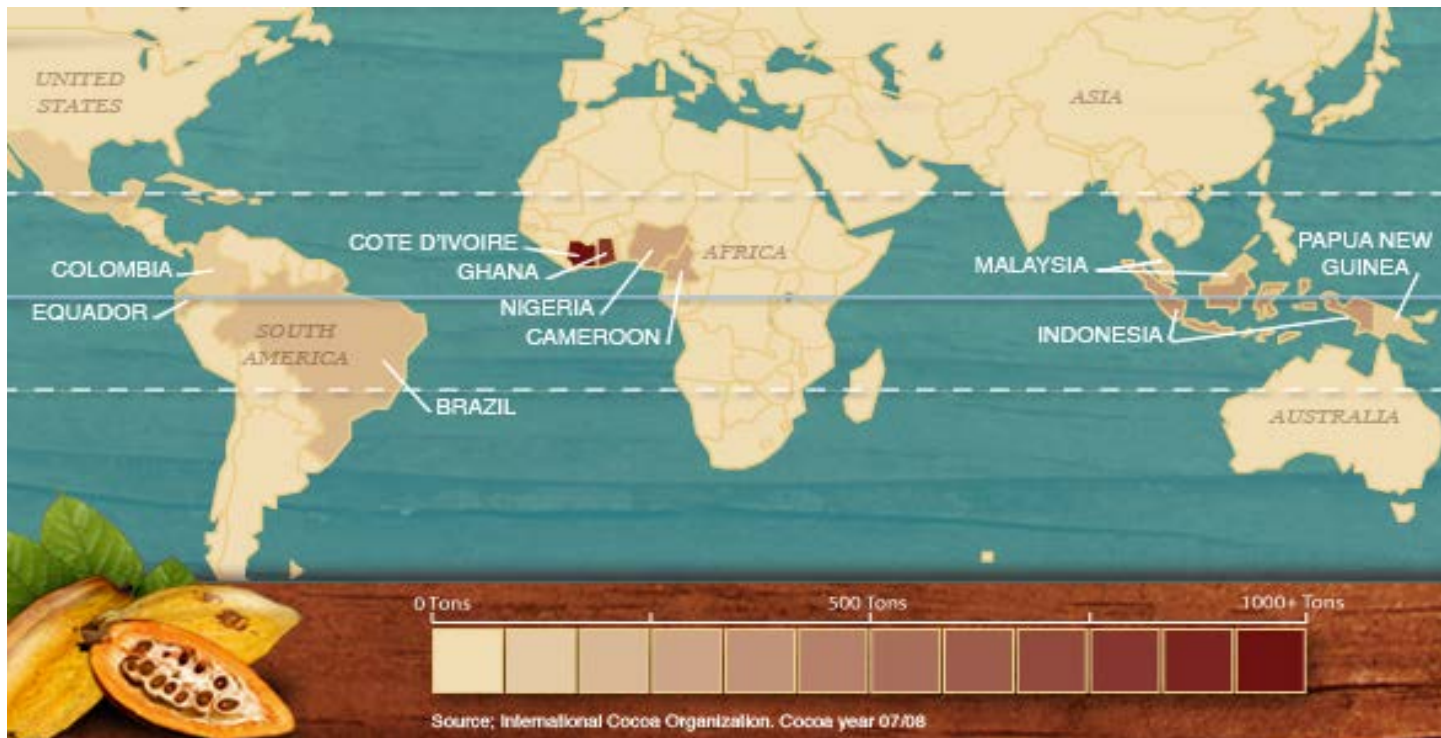 UNITED
STATES
ASIA
COTE D'IVOIRE
GHANA
AFRICA
PAPUA NEW
GUINEA
COLOMBIA
MALAYSIA
EQUADOR
NIGERIA
CAMEROON
INDONESIA
SOUTH
AMERICA
BRAZIL
AUSTRALIA
0 Tons
500 Tons
1000+ Tons
Source; International Cocoa Organization. Cocoa year 07/08